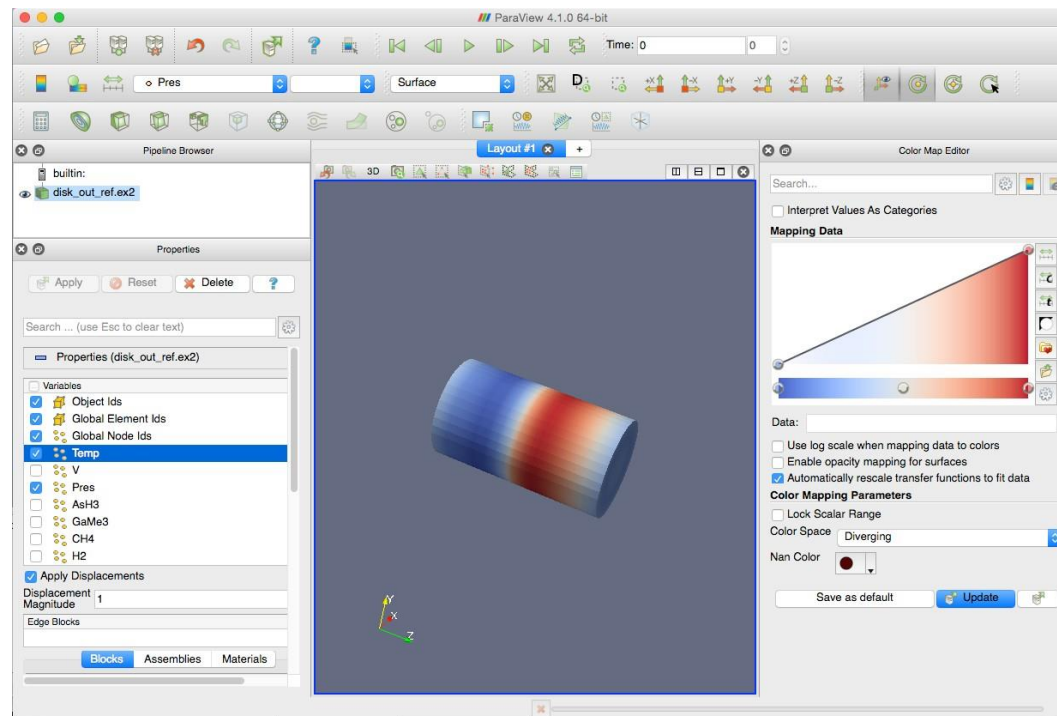 ParaView 4.1.0 64-bit
? Time: 0 0
Pres Surface D +X -X +Y -Y +Z -Z
Pipeline Browser
Layout #1 +
Color Map Editor
builtin:
disk_out_ref.ex2
3D
Search...
Interpret Values As Categories
Mapping Data
Properties
Apply Reset Delete ?
Search ... (use Esc to clear text)
Properties (disk_out_ref.ex2)
Variables
Object Ids
Global Element Ids
Global Node Ids
Temp
V
Pres
AsH3
GaMe3
CH4
H2
Apply Displacements
Displacement
Magnitude 1
Edge Blocks
Blocks Assemblies Materials
Y
X
Z
Data:
Use log scale when mapping data to colors
Enable opacity mapping for surfaces
Automatically rescale transfer functions to fit data
Color Mapping Parameters
Lock Scalar Range
Color Space Diverging
Nan Color
Save as default Update